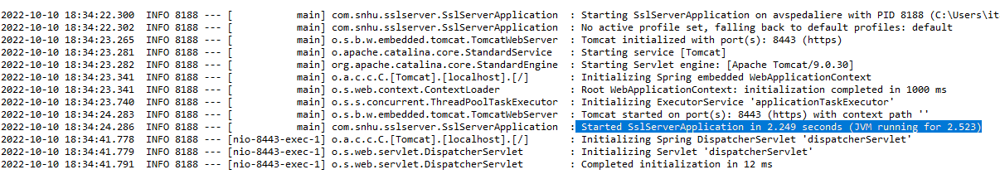 2022-10-10 18:34:22.300  INFO 8188 --- [           main] com.snhu.sslserver.SslServerApplication  : Starting SslServerApplication on avspedaliere with PID 8188 (C:\Users\it
2022-10-10 18:34:22.302  INFO 8188 --- [           main] com.snhu.sslserver.SslServerApplication  : No active profile set, falling back to default profiles: default
2022-10-10 18:34:23.265  INFO 8188 --- [           main] o.s.b.w.embedded.tomcat.TomcatWebServer  : Tomcat initialized with port(s): 8443 (https)
2022-10-10 18:34:23.281  INFO 8188 --- [           main] o.apache.catalina.core.StandardService   : Starting service [Tomcat]
2022-10-10 18:34:23.282  INFO 8188 --- [           main] org.apache.catalina.core.StandardEngine  : Starting Servlet engine: [Apache Tomcat/9.0.30]
2022-10-10 18:34:23.341  INFO 8188 --- [           main] o.a.c.c.C.[Tomcat].[localhost].[/]       : Initializing Spring embedded WebApplicationContext
2022-10-10 18:34:23.341  INFO 8188 --- [           main] o.s.web.context.ContextLoader            : Root WebApplicationContext: initialization completed in 1000 ms
2022-10-10 18:34:23.740  INFO 8188 --- [           main] o.s.s.concurrent.ThreadPoolTaskExecutor  : Initializing ExecutorService 'applicationTaskExecutor'
2022-10-10 18:34:24.283  INFO 8188 --- [           main] o.s.b.w.embedded.tomcat.TomcatWebServer  : Tomcat started on port(s): 8443 (https) with context path ''
2022-10-10 18:34:24.286  INFO 8188 --- [           main] com.snhu.sslserver.SslServerApplication  : Started SslServerApplication in 2.249 seconds (JVM running for 2.523)
2022-10-10 18:34:41.778  INFO 8188 --- [nio-8443-exec-1] o.a.c.c.C.[Tomcat].[localhost].[/]       : Initializing Spring DispatcherServlet 'dispatcherServlet'
2022-10-10 18:34:41.779  INFO 8188 --- [nio-8443-exec-1] o.s.web.servlet.DispatcherServlet        : Initializing Servlet 'dispatcherServlet'
2022-10-10 18:34:41.791  INFO 8188 --- [nio-8443-exec-1] o.s.web.servlet.DispatcherServlet        : Completed initialization in 12 ms